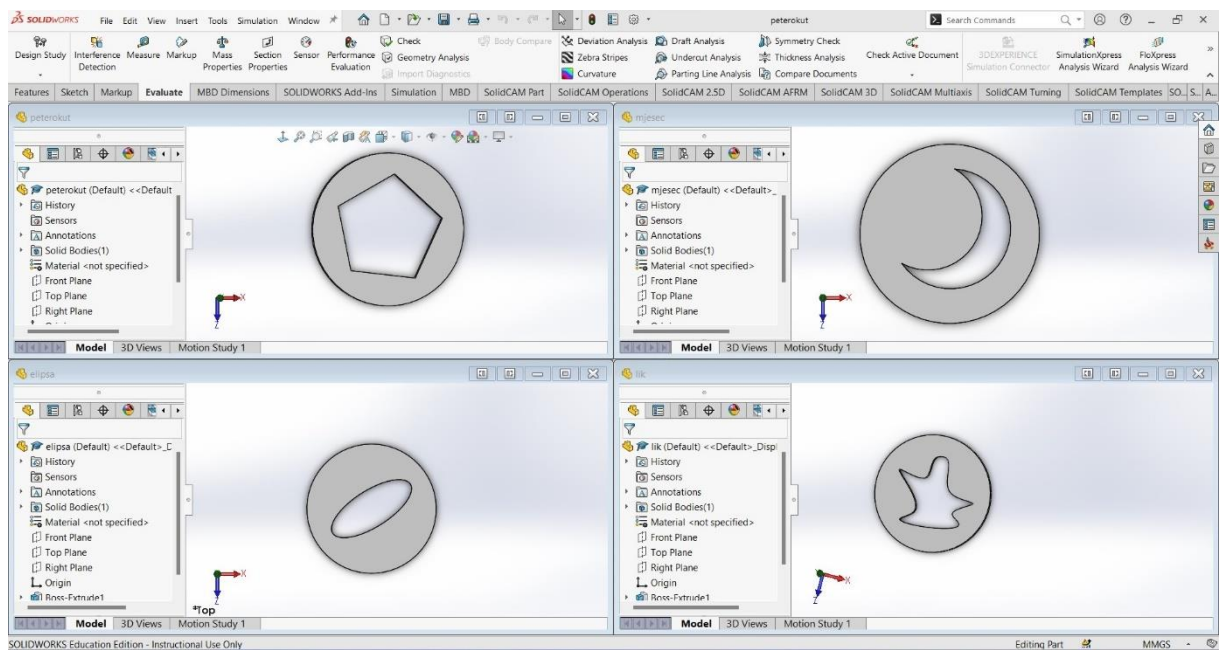 SOLIDWORKS File Edit View Insert Tools Simulation Window peterokut Search Commands
Design Study Interference Detection Measure Markup Mass Properties Section Properties Sensor Performance Evaluation
Check
Geometry Analysis
Import Diagnostics
Body Compare
Deviation Analysis
Zebra Stripes
Curvature
Draft Analysis
Undercut Analysis
Parting Line Analysis
Symmetry Check
Thickness Analysis
Compare Documents
Check Active Document
3DEXPERIENCE Simulation Connector
SimulationXpress Analysis Wizard
FloXpress Analysis Wizard
Features Sketch Markup Evaluate MBD Dimensions SOLIDWORKS Add-Ins Simulation MBD SolidCAM Part SolidCAM Operations SolidCAM 2.5D SolidCAM AFRM SolidCAM 3D SolidCAM Multiaxis SolidCAM Turning SolidCAM Templates SO... S... A...
peterokut
peterokut (Default) <<Default
History
Sensors
Annotations
Solid Bodies(1)
Material <not specified>
Front Plane
Top Plane
Right Plane
X
Z
Model 3D Views Motion Study 1
mjesec
mjesec (Default) <<Default>_
History
Sensors
Annotations
Solid Bodies(1)
Material <not specified>
Front Plane
Top Plane
Right Plane
X
Z
Model 3D Views Motion Study 1
elipsa
elipsa (Default) <<Default>_D
History
Sensors
Annotations
Solid Bodies(1)
Material <not specified>
Front Plane
Top Plane
Right Plane
Origin
Boss-Extrude1
X
Z
*Top
Model 3D Views Motion Study 1
lik
lik (Default) <<Default>_Displ
History
Sensors
Annotations
Solid Bodies(1)
Material <not specified>
Front Plane
Top Plane
Right Plane
Origin
Boss-Extrude1
X
Z
Model 3D Views Motion Study 1
SOLIDWORKS Education Edition - Instructional Use Only Editing Part MMGS